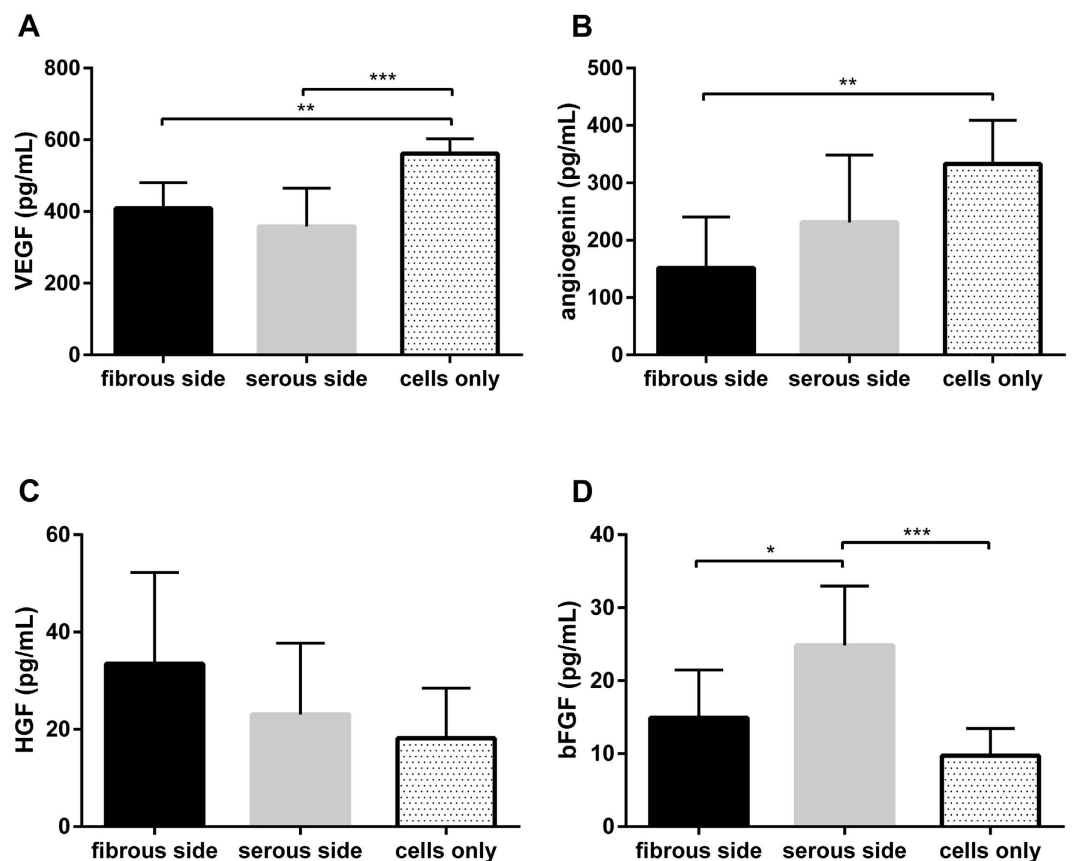 A
VEGF (pg/mL)
800
600
400
200
0
***
**
fibrous side
serous side
cells only
B
angiogenin (pg/mL)
500
400
300
200
100
0
**
fibrous side
serous side
cells only
C
HGF (pg/mL)
60
40
20
0
fibrous side
serous side
cells only
D
bFGF (pg/mL)
40
30
20
10
0
*
***
fibrous side
serous side
cells only